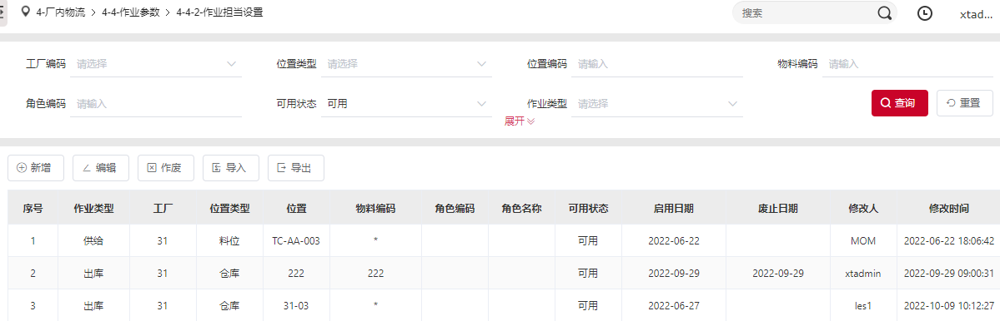 4-厂内物流 > 4-4-作业参数 > 4-4-2-作业担当设置 搜索 xtad...
工厂编码 请选择 位置类型 请选择 位置编码 请输入 物料编码 请输入
角色编码 请输入 可用状态 可用 作业类型 请选择 查询 重置
展开
新增 编辑 作废 导入 导出
序号 作业类型 工厂 位置类型 位置 物料编码 角色编码 角色名称 可用状态 启用日期 废止日期 修改人 修改时间
1 供给 31 料位 TC-AA-003 * 可用 2022-06-22 MOM 2022-06-22 18:06:42
2 出库 31 仓库 222 222 可用 2022-09-29 2022-09-29 xtadmin 2022-09-29 09:00:31
3 出库 31 仓库 31-03 * 可用 2022-06-27 les1 2022-10-09 10:12:27